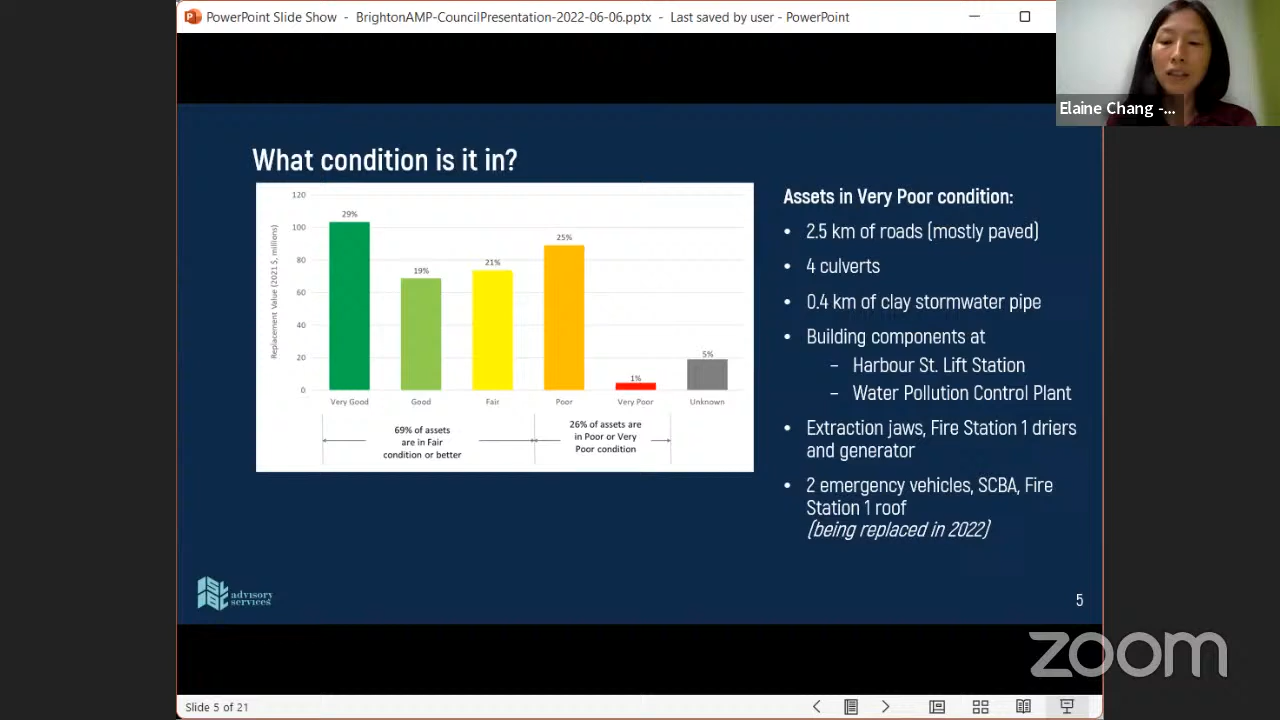 PowerPoint Slide Show - BrightonAMP-CouncilPresentation-2022-06-06.pptx - Last saved by user - PowerPoint
Elaine Chang -...
What condition is it in?
Replacement Value (2021 $, millions)
120
100
80
60
40
20
0
29%
19%
21%
25%
1%
5%
Very Good
Good
Fair
Poor
Very Poor
Unknown
69% of assets
are in Fair
condition or better
26% of assets are
in Poor or Very
Poor condition
Assets in Very Poor condition:
• 2.5 km of roads (mostly paved)
• 4 culverts
• 0.4 km of clay stormwater pipe
• Building components at
– Harbour St. Lift Station
– Water Pollution Control Plant
• Extraction jaws, Fire Station 1 driers
and generator
• 2 emergency vehicles, SCBA, Fire
Station 1 roof
(being replaced in 2022)
advisory
services
5
zoom
Slide 5 of 21